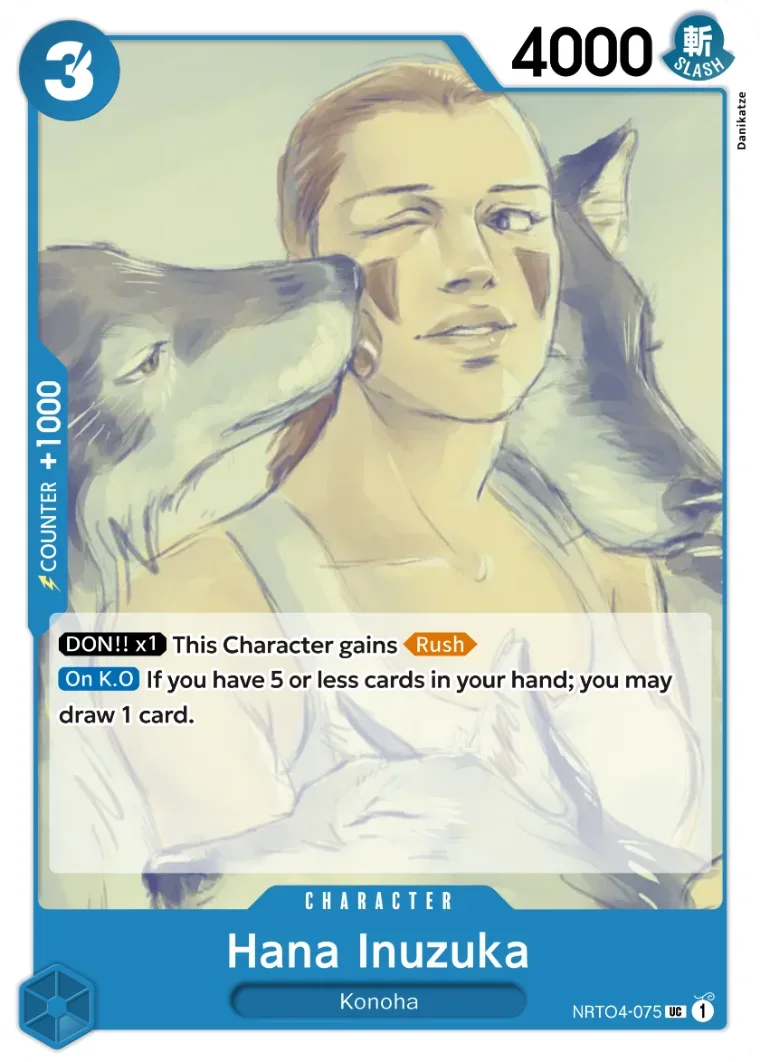 3
4000
斬
SLASH
Danikatze
COUNTER +1000
DON!! x1 This Character gains Rush
On K.O If you have 5 or less cards in your hand; you may
draw 1 card.
CHARACTER
Hana Inuzuka
Konoha
NRTO4-075 UC 1